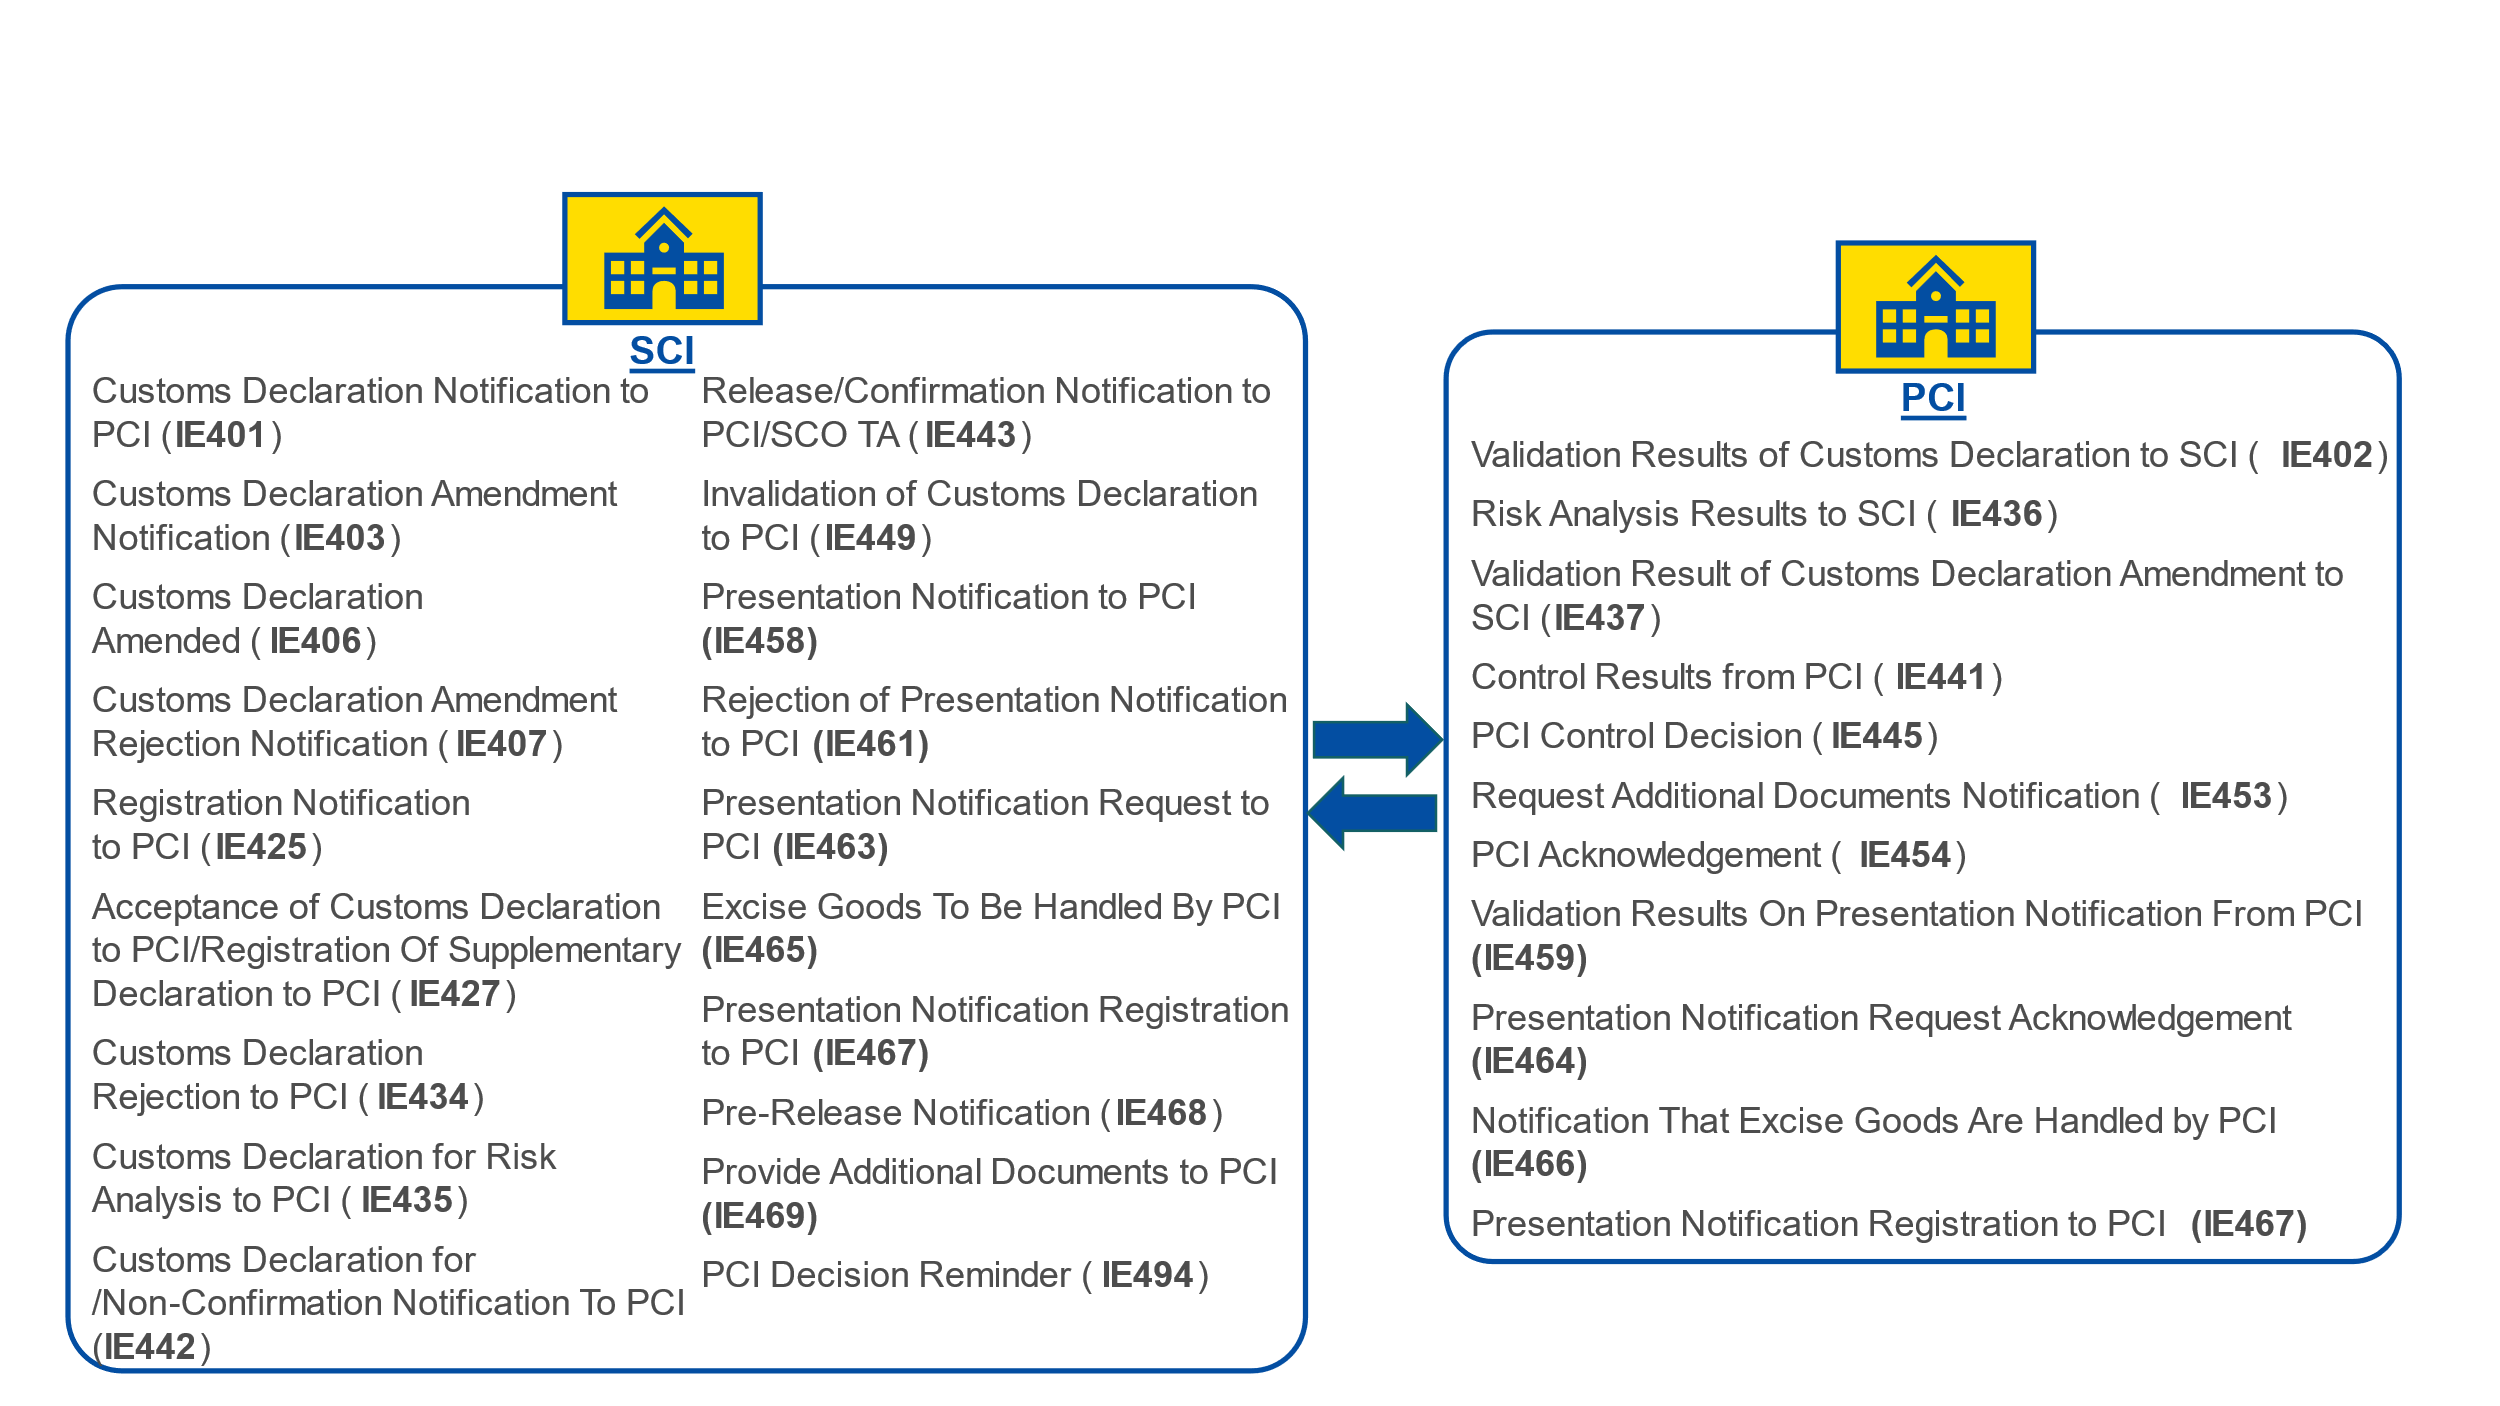 SCI
Customs Declaration Notification to
PCI (IE401)
Customs Declaration Amendment
Notification (IE403)
Customs Declaration
Amended (IE406)
Customs Declaration Amendment
Rejection Notification (IE407)
Registration Notification
to PCI (IE425)
Acceptance of Customs Declaration
to PCI/Registration Of Supplementary
Declaration to PCI (IE427)
Customs Declaration
Rejection to PCI (IE434)
Customs Declaration for Risk
Analysis to PCI (IE435)
Customs Declaration for
/Non-Confirmation Notification To PCI
(IE442)
Release/Confirmation Notification to
PCI/SCO TA (IE443)
Invalidation of Customs Declaration
to PCI (IE449)
Presentation Notification to PCI
(IE458)
Rejection of Presentation Notification
to PCI (IE461)
Presentation Notification Request to
PCI (IE463)
Excise Goods To Be Handled By PCI
(IE465)
Presentation Notification Registration
to PCI (IE467)
Pre-Release Notification (IE468)
Provide Additional Documents to PCI
(IE469)
PCI Decision Reminder (IE494)
PCI
Validation Results of Customs Declaration to SCI (IE402)
Risk Analysis Results to SCI (IE436)
Validation Result of Customs Declaration Amendment to
SCI (IE437)
Control Results from PCI (IE441)
PCI Control Decision (IE445)
Request Additional Documents Notification (IE453)
PCI Acknowledgement (IE454)
Validation Results On Presentation Notification From PCI
(IE459)
Presentation Notification Request Acknowledgement
(IE464)
Notification That Excise Goods Are Handled by PCI
(IE466)
Presentation Notification Registration to PCI (IE467)